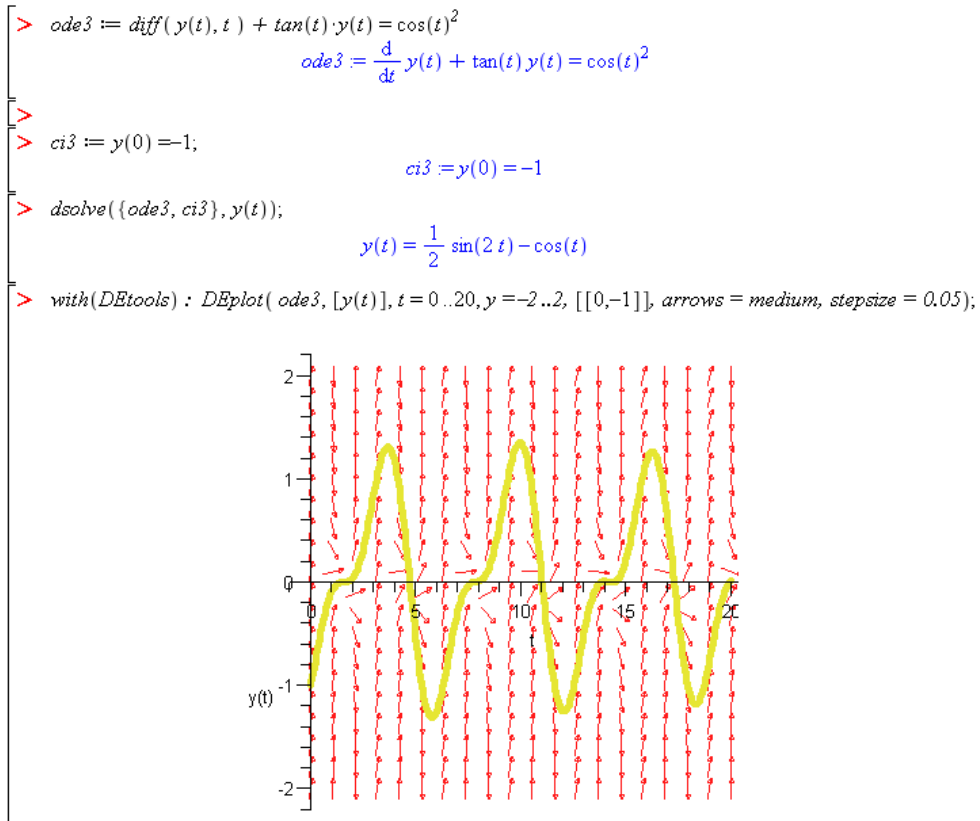 > ode3 := diff( y(t), t ) + tan(t)·y(t) = cos(t)^2
ode3 := d/dt y(t) + tan(t) y(t) = cos(t)^2
>
> ci3 := y(0) =−1;
ci3 := y(0) = −1
> dsolve({ode3, ci3}, y(t));
y(t) = 1/2 sin(2 t) − cos(t)
> with(DEtools) : DEplot( ode3, [y(t)], t = 0 ..20, y =−2 ..2, [[0,−1]], arrows = medium, stepsize = 0.05);
2
1
0
0 5 10 15 20
t
y(t) -1
-2